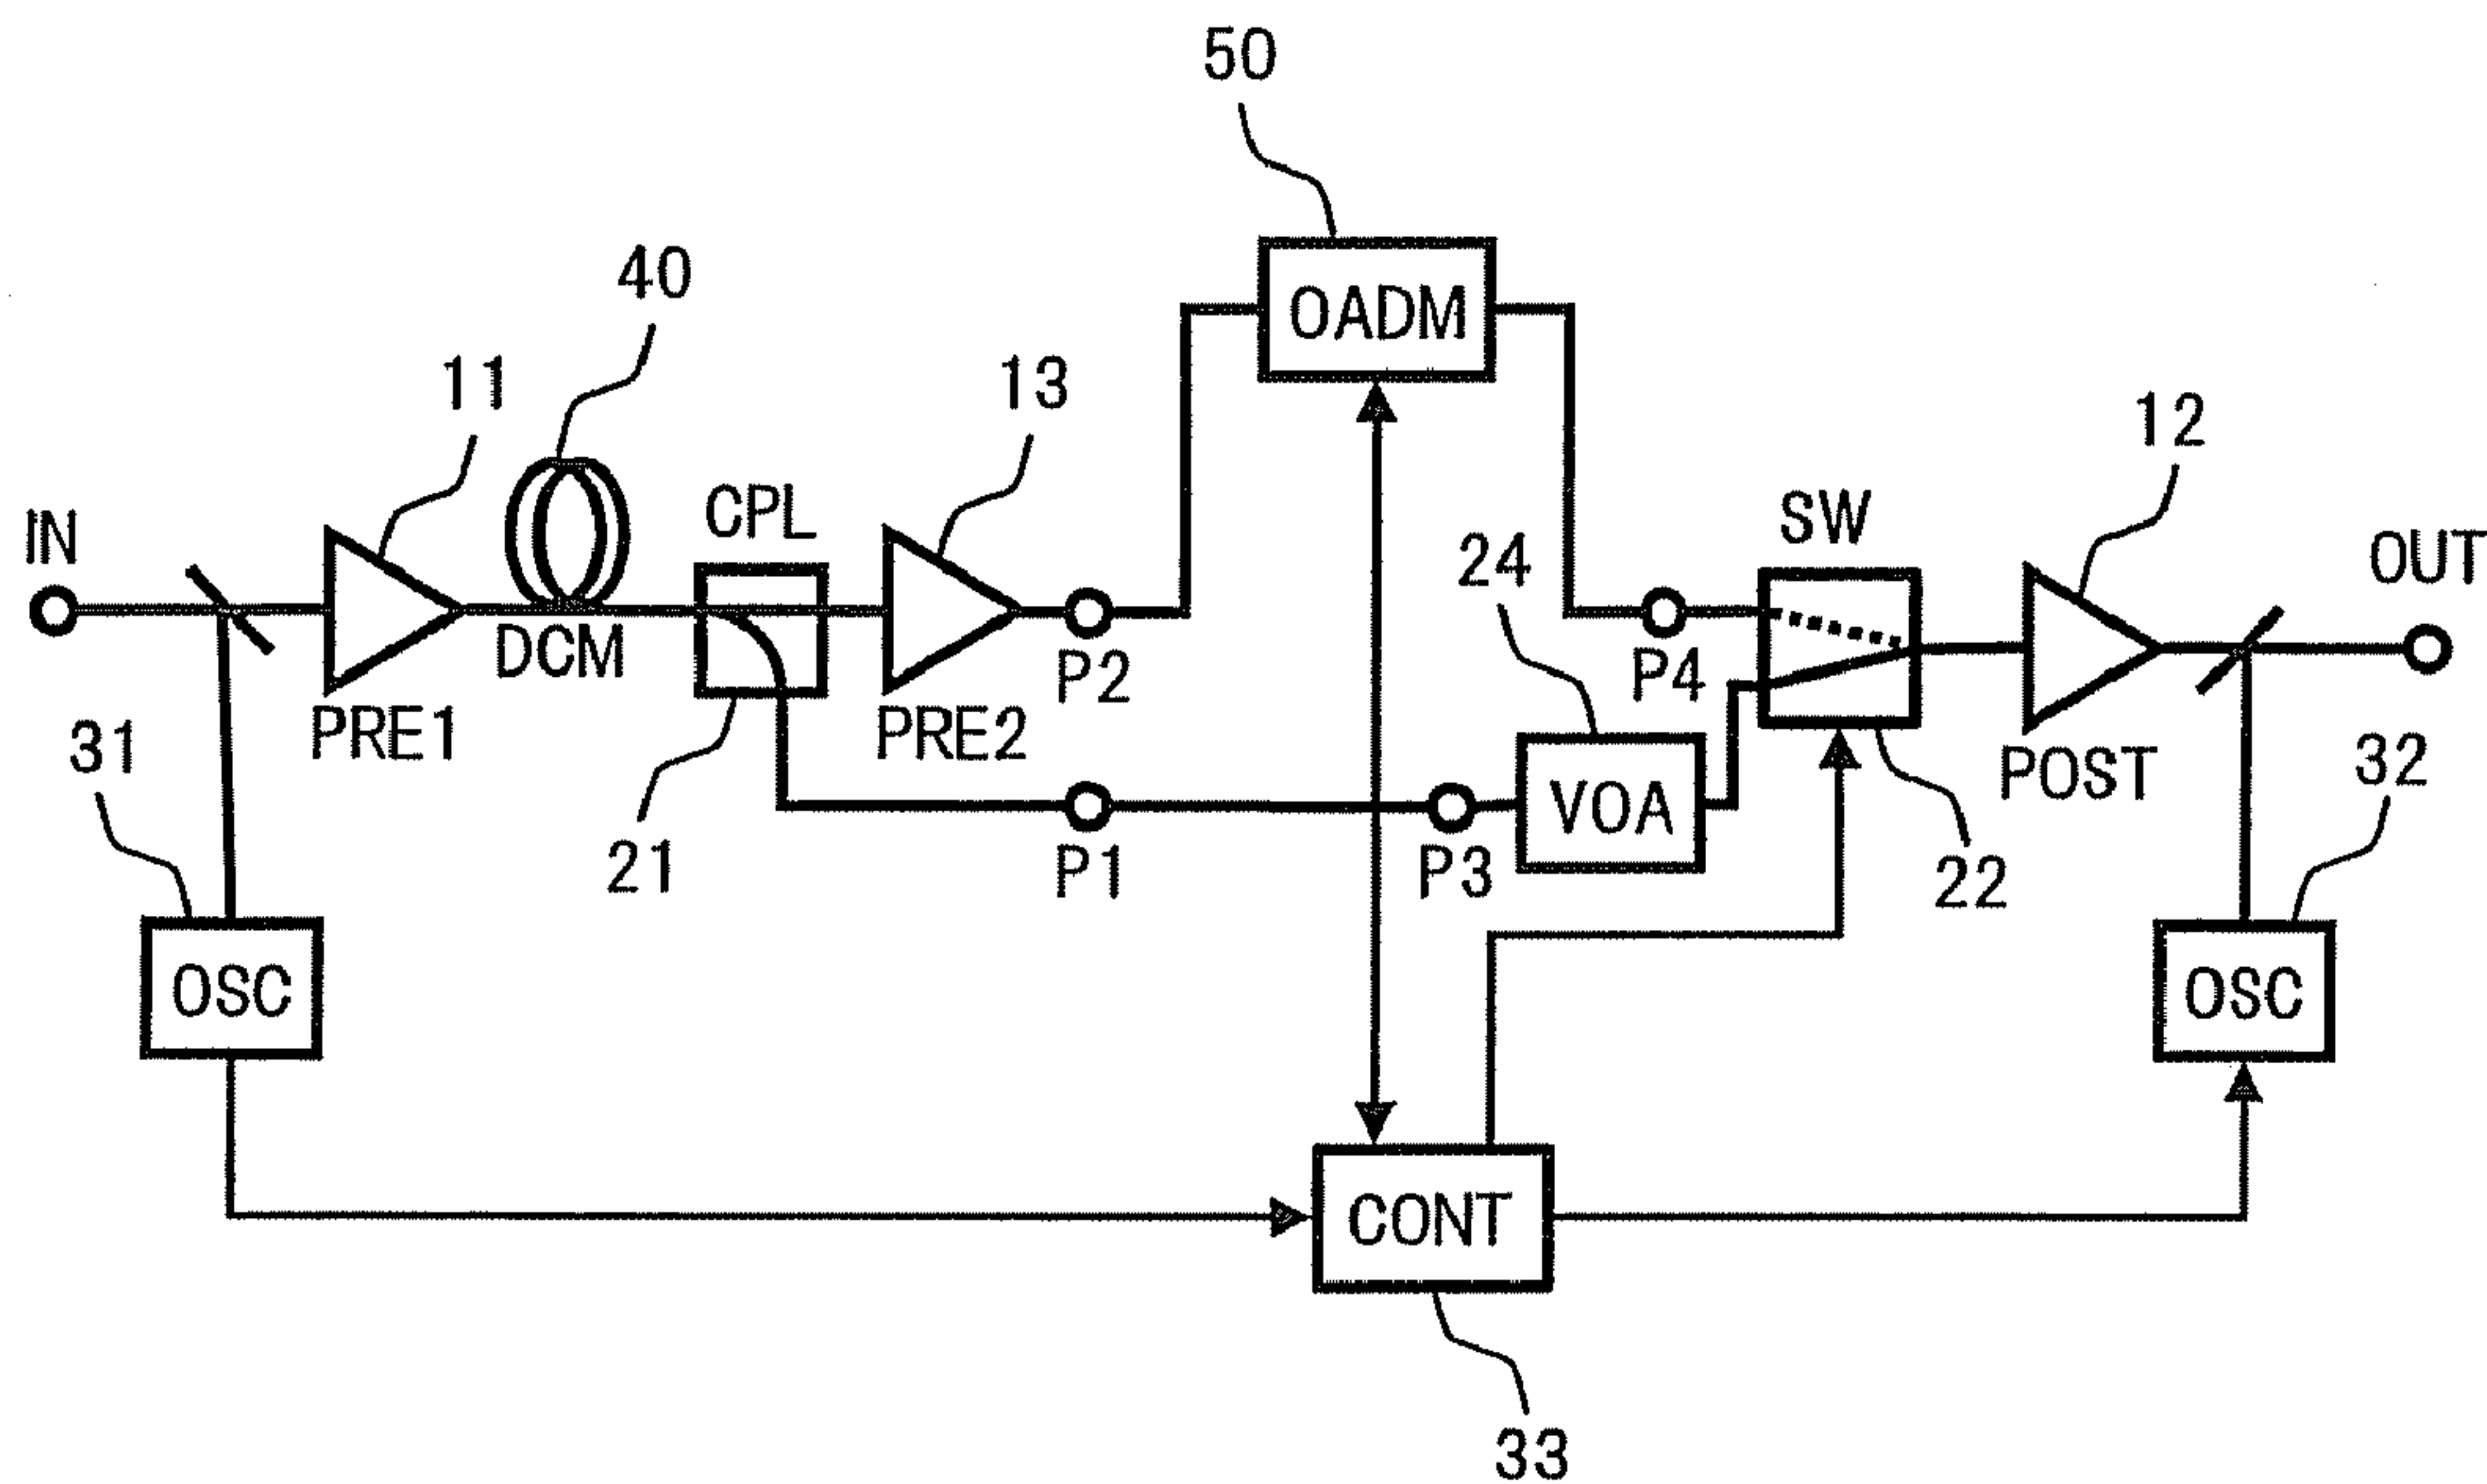 50
OADM
40
11
13
12
IN
CPL
SW
OUT
24
DCM
PRE1
PRE2
P2
P4
POST
31
VOA
32
21
P1
P3
22
OSC
OSC
CONT
33